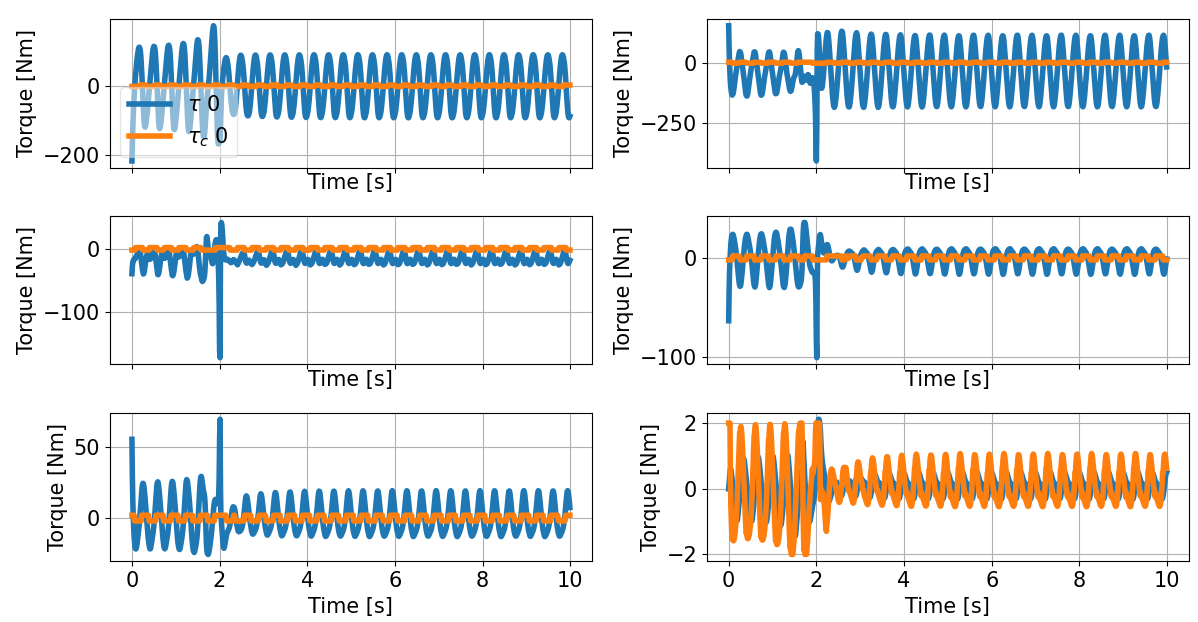 Torque [Nm]
0
−200
τ 0
τc 0
Time [s]
Torque [Nm]
0
−250
Time [s]
Torque [Nm]
0
−100
Time [s]
Torque [Nm]
0
−100
Time [s]
Torque [Nm]
50
0
0 2 4 6 8 10
Time [s]
Torque [Nm]
2
0
−2
0 2 4 6 8 10
Time [s]